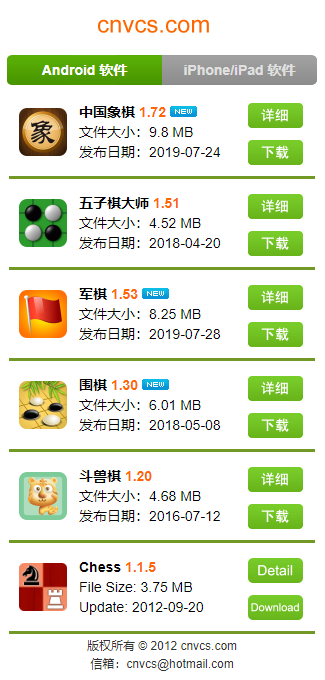 cnvcs.com
Android 软件
iPhone/iPad 软件
中国象棋 1.72 NEW
文件大小：9.8 MB
发布日期：2019-07-24
详细
下载
象
五子棋大师 1.51
文件大小：4.52 MB
发布日期：2018-04-20
详细
下载
军棋 1.53 NEW
文件大小：8.25 MB
发布日期：2019-07-28
详细
下载
围棋 1.30 NEW
文件大小：6.01 MB
发布日期：2018-05-08
详细
下载
斗兽棋 1.20
文件大小：4.68 MB
发布日期：2016-07-12
详细
下载
Chess 1.1.5
File Size: 3.75 MB
Update: 2012-09-20
Detail
Download
版权所有 © 2012 cnvcs.com
信箱：cnvcs@hotmail.com